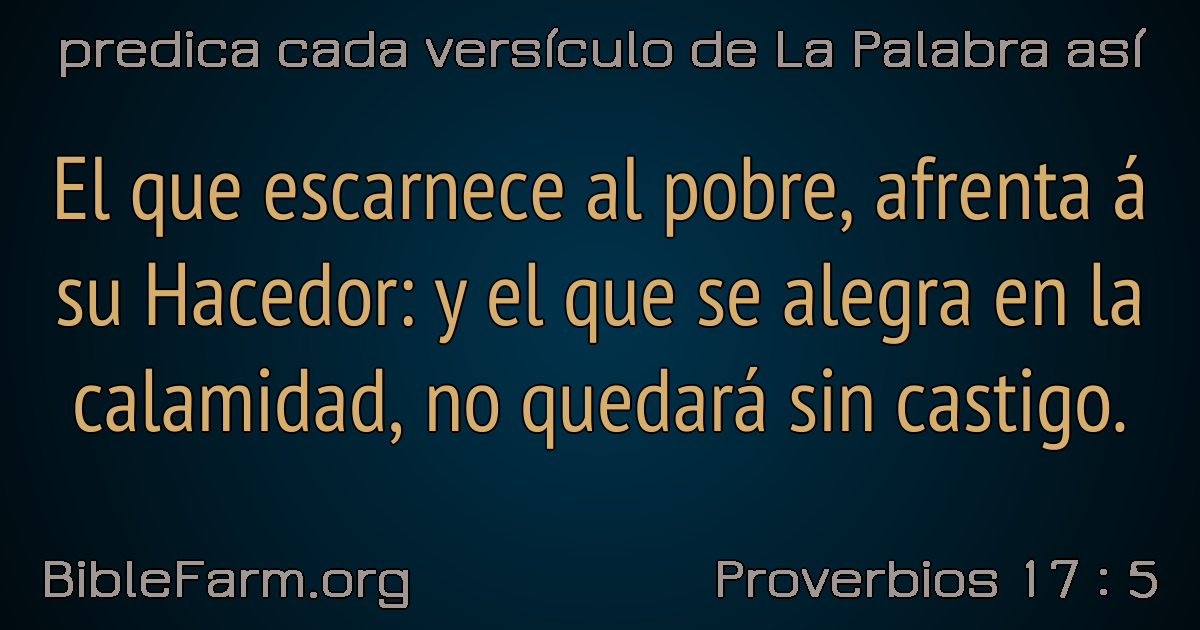 predica cada versículo de La Palabra así
El que escarnece al pobre, afrenta á
su Hacedor: y el que se alegra en la
calamidad, no quedará sin castigo.
BibleFarm.org
Proverbios 17 : 5